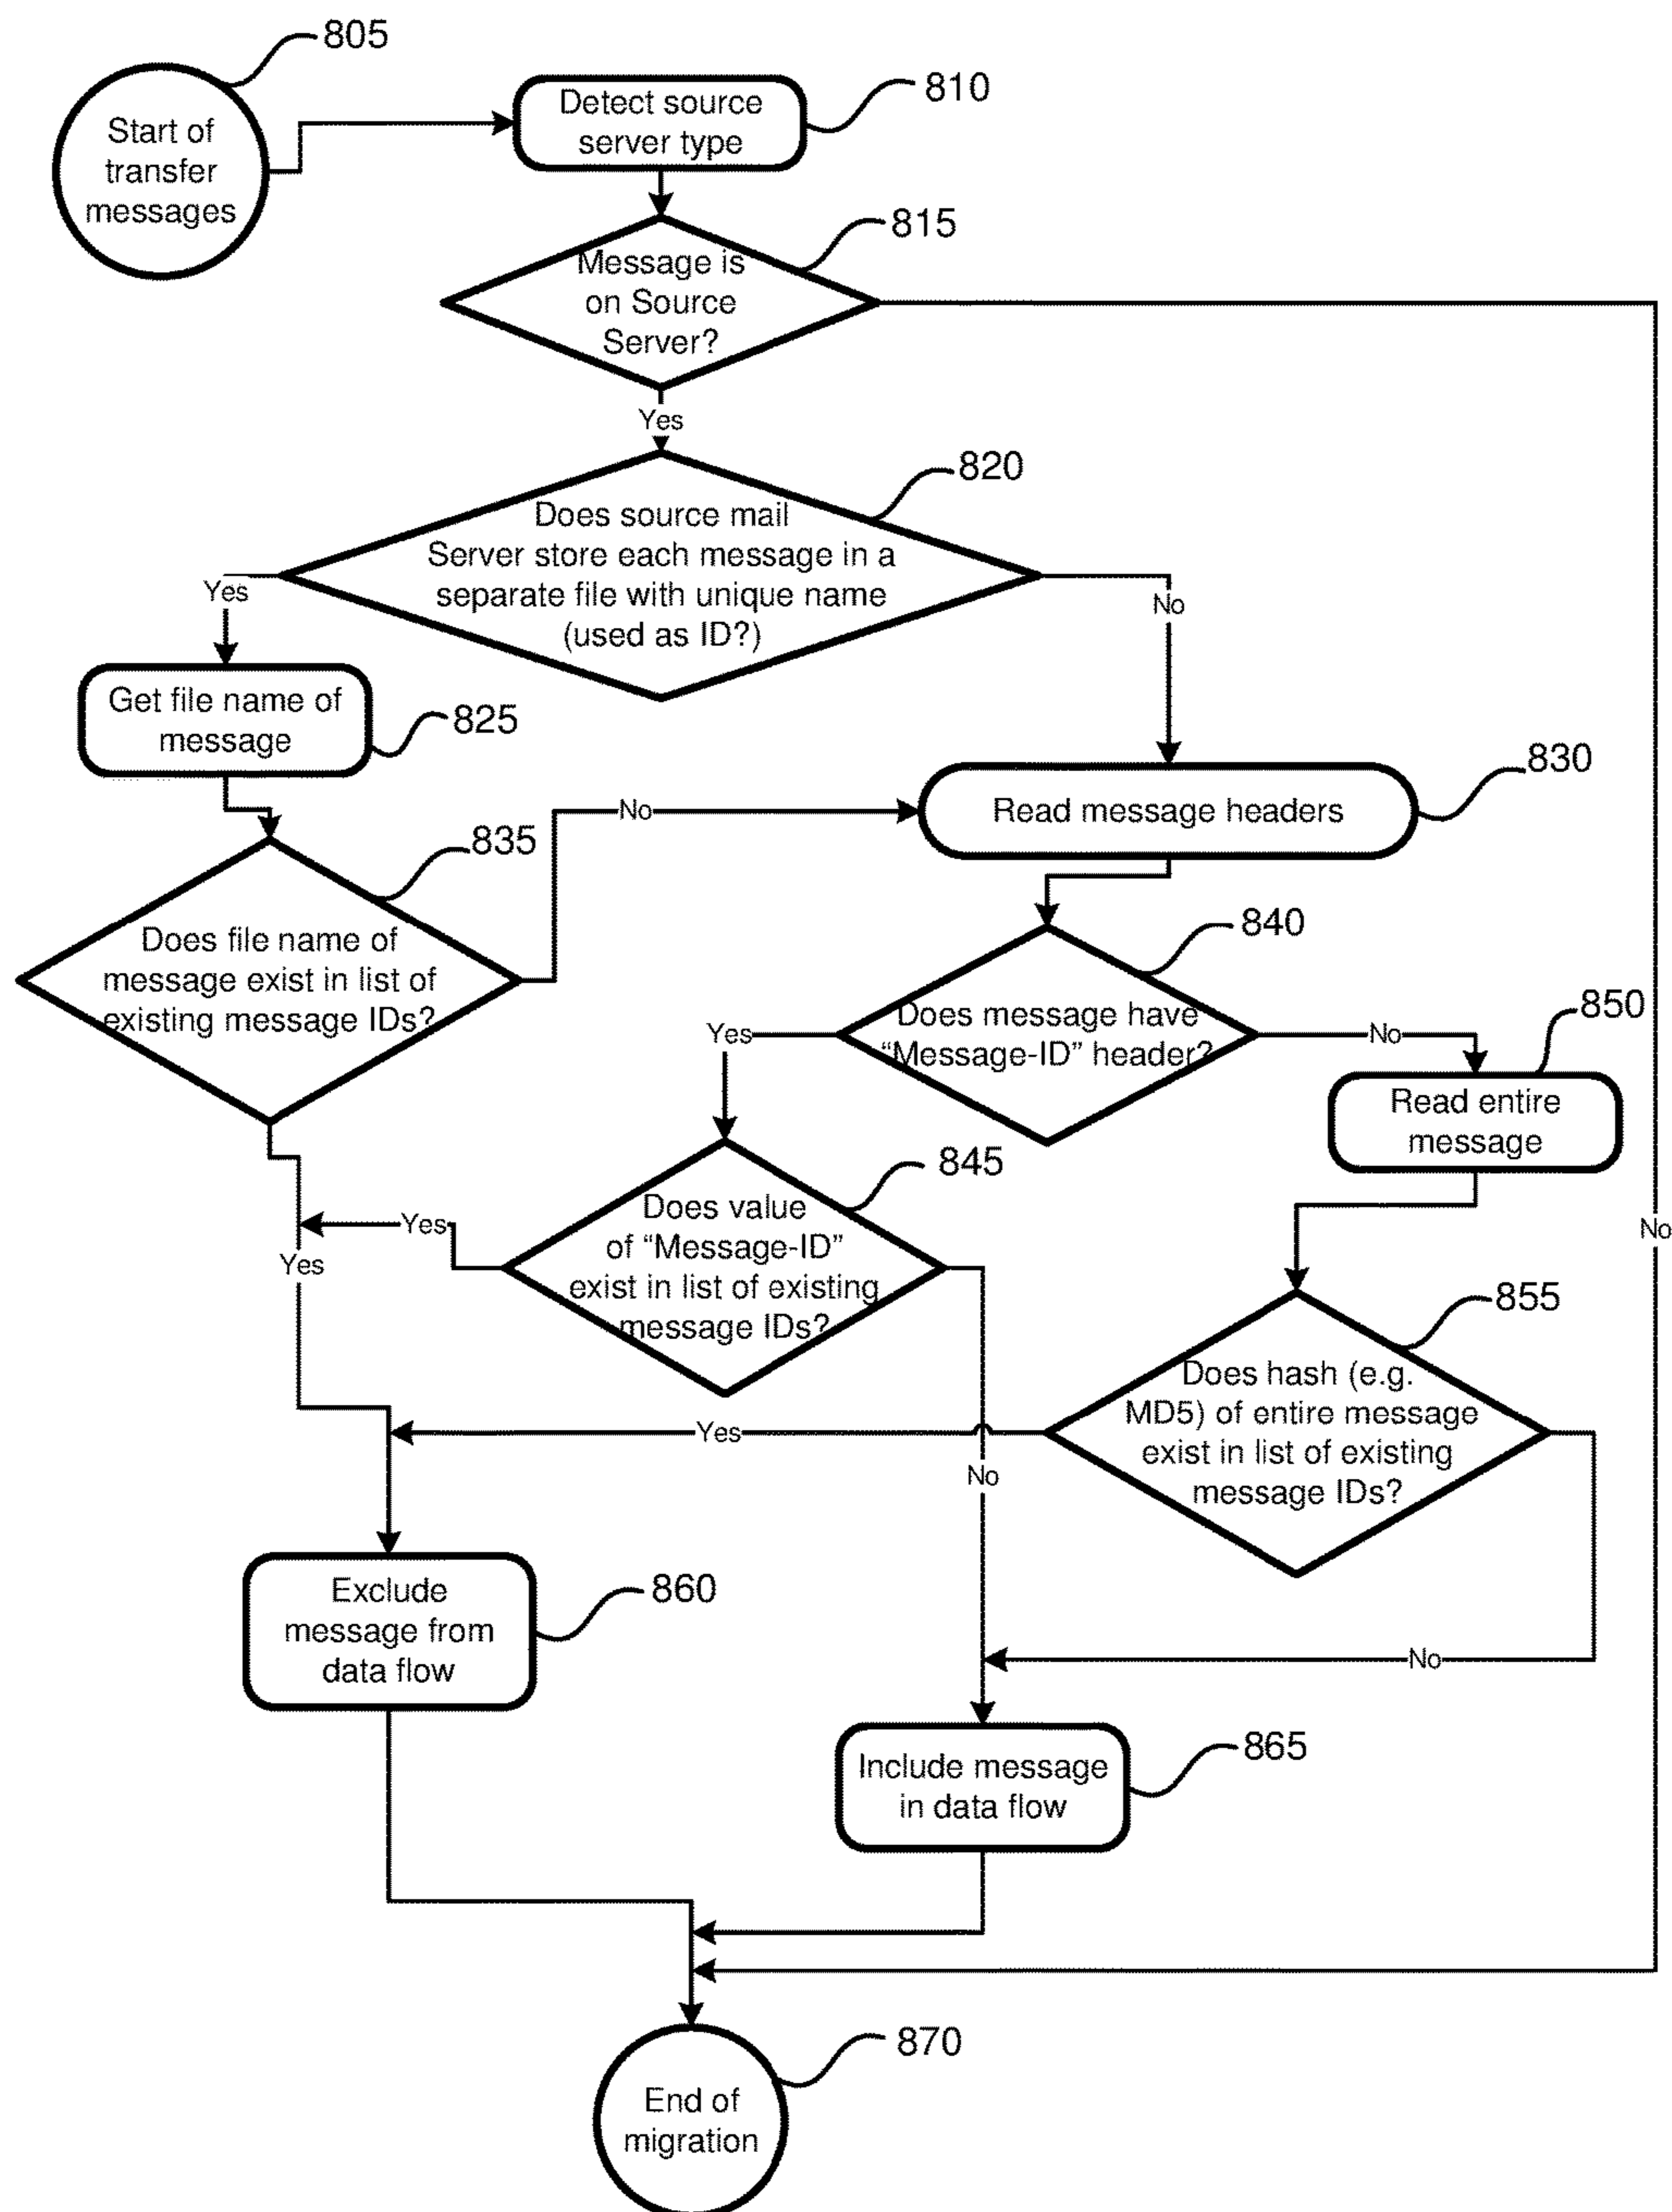 805
Start of
transfer
messages
Detect source
server type
810
Message is
on Source
Server?
815
Yes
Does source mail
Server store each message in a
separate file with unique name
(used as ID?)
820
Yes
No
Get file name of
message
825
Read message headers
830
No
Does file name of
message exist in list of
existing message IDs?
835
Does message have
“Message-ID” header?
840
Yes
No
Read entire
message
850
Does value
of “Message-ID”
exist in list of existing
message IDs?
845
Yes
Yes
No
Does hash (e.g.
MD5) of entire message
exist in list of existing
message IDs?
855
Yes
No
No
Exclude
message from
data flow
860
Include message
in data flow
865
End of
migration
870